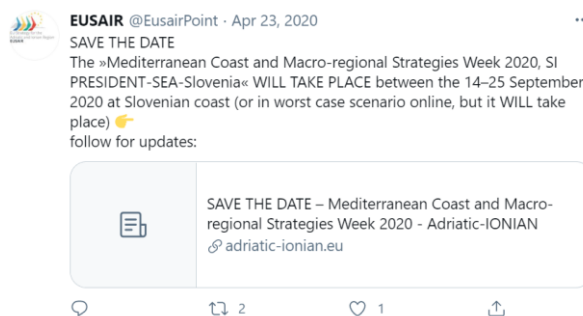 EUSAIR @EusairPoint · Apr 23, 2020
SAVE THE DATE
The »Mediterranean Coast and Macro-regional Strategies Week 2020, SI
PRESIDENT-SEA-Slovenia« WILL TAKE PLACE between the 14–25 September
2020 at Slovenian coast (or in worst case scenario online, but it WILL take
place) 👉
follow for updates:
SAVE THE DATE – Mediterranean Coast and Macro-
regional Strategies Week 2020 - Adriatic-IONIAN
adriatic-ionian.eu
2 1